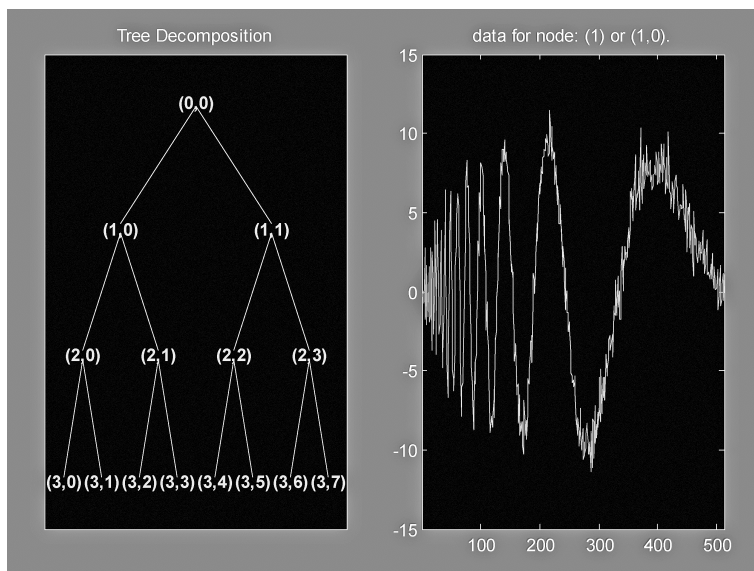 Tree Decomposition
(0,0)
(1,0) (1,1)
(2,0) (2,1) (2,2) (2,3)
(3,0) (3,1) (3,2) (3,3) (3,4) (3,5) (3,6) (3,7)
data for node: (1) or (1,0).
15
10
5
0
-5
-10
-15
100 200 300 400 500